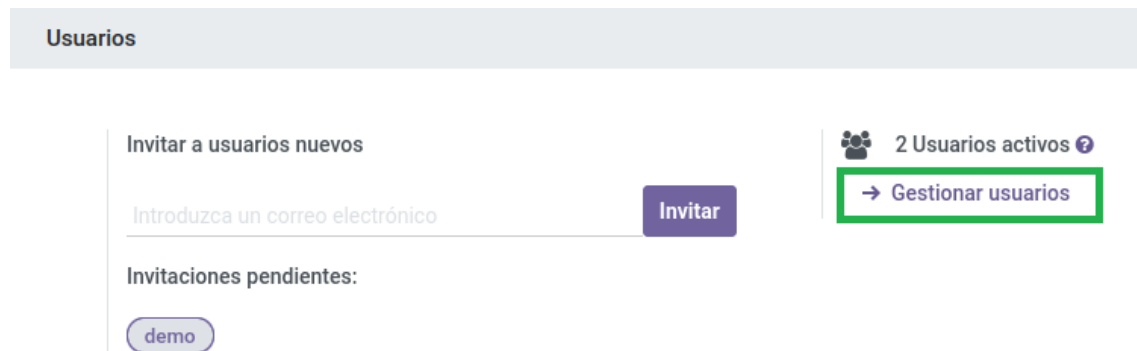 Usuarios
Invitar a usuarios nuevos
Introduzca un correo electrónico
Invitar
Invitaciones pendientes:
demo
2 Usuarios activos ?
→ Gestionar usuarios